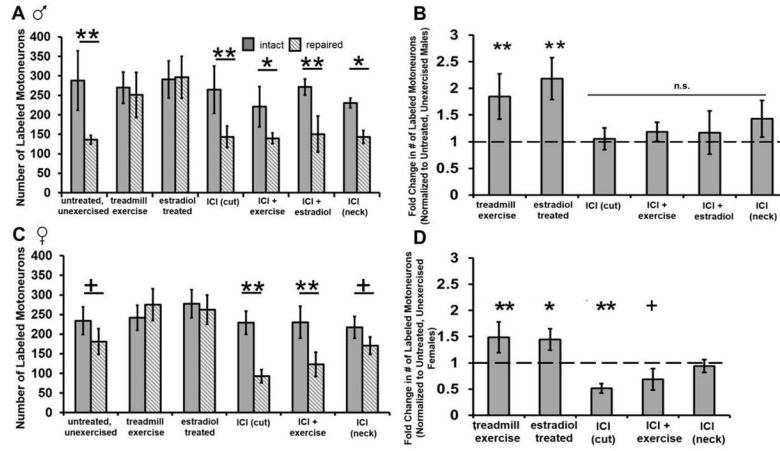 A ♂
Number of Labeled Motoneurons
400
350
300
250
200
150
100
50
0
intact
repaired
**
**
*
**
*
untreated, unexercised
treadmill exercise
estradiol treated
ICI (cut)
ICI + exercise
ICI + estradiol
ICI (neck)
B
Fold Change in # of Labeled Motoneurons
(Normalized to Untreated, Unexercised Males)
3
2.5
2
1.5
1
0.5
0
**
**
n.s.
treadmill exercise
estradiol treated
ICI (cut)
ICI + exercise
ICI + estradiol
ICI (neck)
C ♀
Number of Labeled Motoneurons
400
350
300
250
200
150
100
50
0
+
**
**
+
untreated, unexercised
treadmill exercise
estradiol treated
ICI (cut)
ICI + exercise
ICI (neck)
D
Fold Change in # of Labeled Motoneurons
(Normalized to Untreated, Unexercised
Females)
3
2.5
2
1.5
1
0.5
0
**
*
**
+
treadmill exercise
estradiol treated
ICI (cut)
ICI + exercise
ICI (neck)